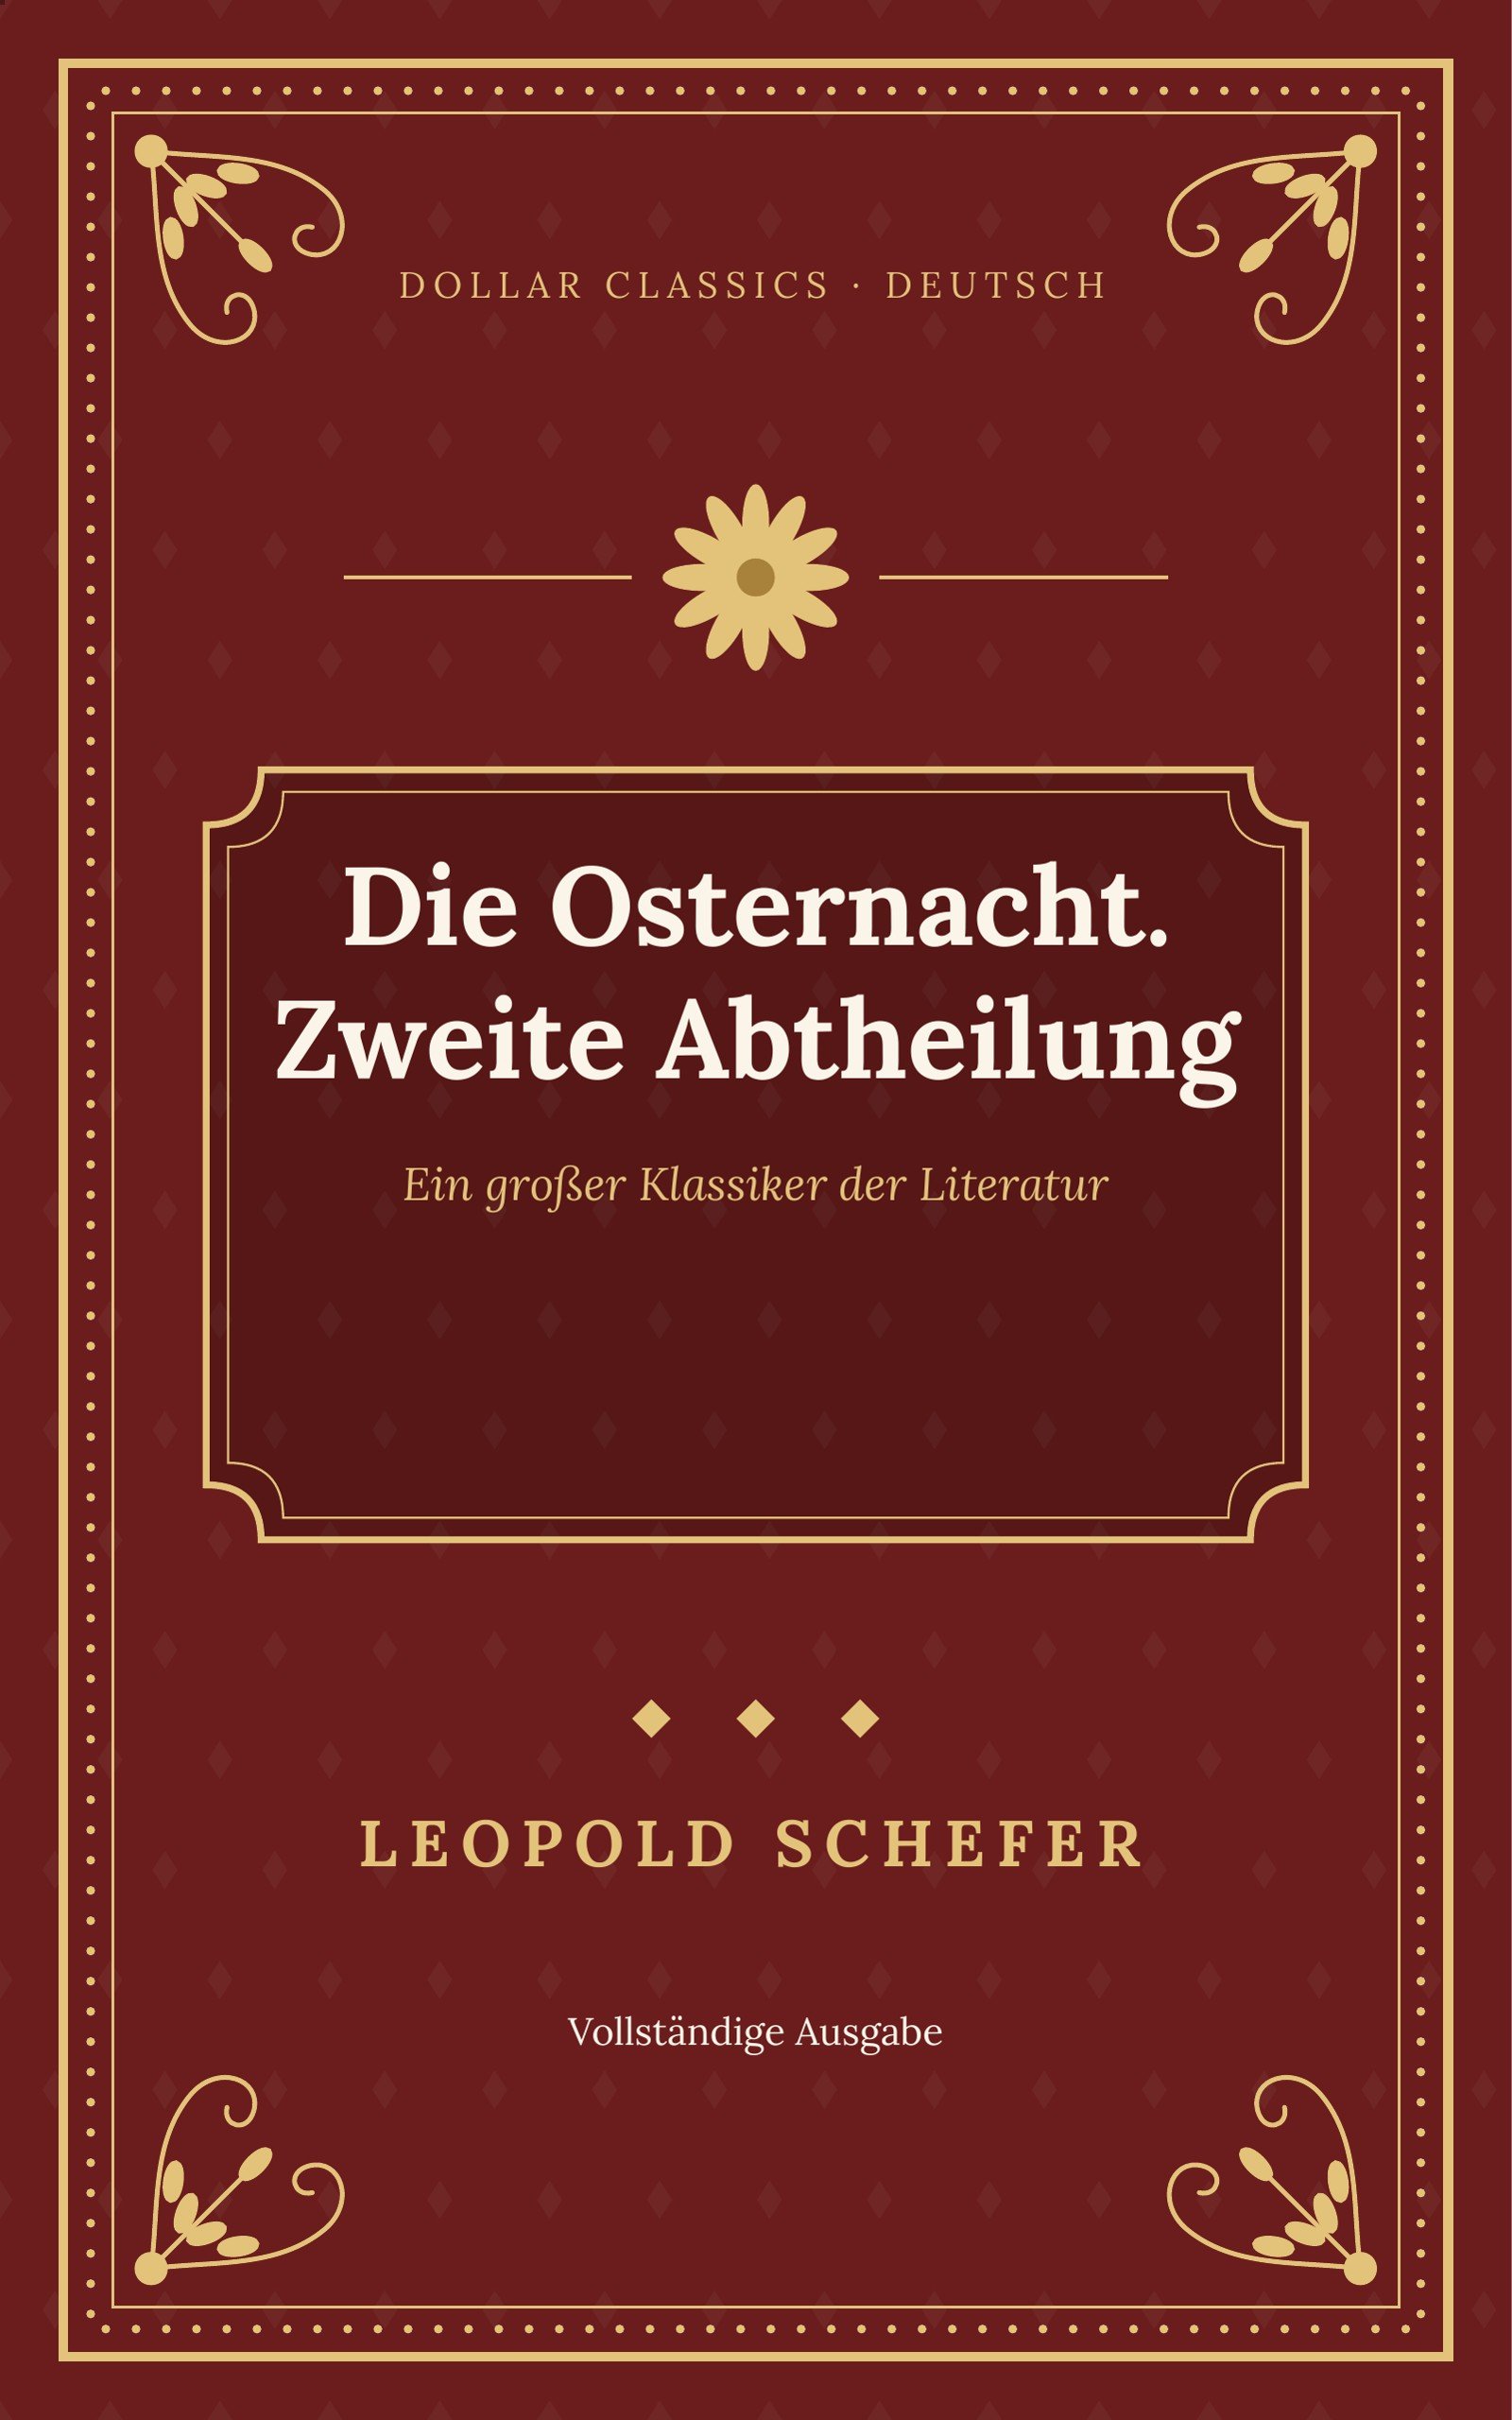 DOLLAR CLASSICS · DEUTSCH
Die Osternacht.
Zweite Abtheilung
Ein großer Klassiker der Literatur
LEOPOLD SCHEFER
Vollständige Ausgabe